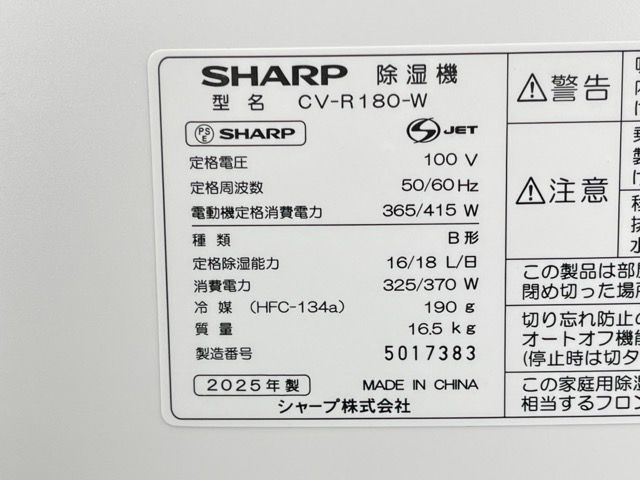 SHARP 除湿機
型 名 CV-R180-W
PS E SHARP
S JET
定格電圧 100 V
定格周波数 50/60 Hz
電動機定格消費電力 365/415 W
種 類 B 形
定格除湿能力 16/18 L/日
消費電力 325/370 W
冷 媒 (HFC-134a) 190 g
質 量 16.5 kg
製造番号 5017383
2025年製 MADE IN CHINA
シャープ株式会社
警告
注意
この製品は部屋
閉め切った場所
切り忘れ防止の
オートオフ機能
(停止時は切タ
この家庭用除湿
相当するフロン